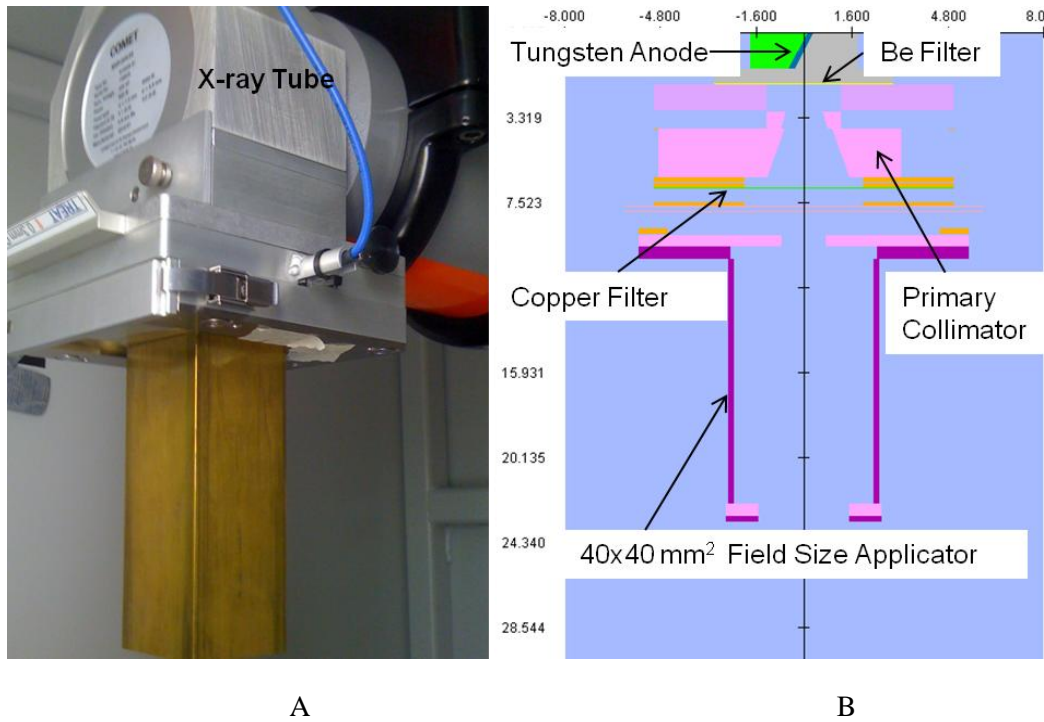 COMET
X-ray Tube
TREAT
-8.000 -4.800 -1.600 1.600 4.800 8.0
Tungsten Anode
Be Filter
3.319
7.523
Copper Filter
Primary
Collimator
15.931
20.135
24.340
40x40 mm² Field Size Applicator
28.544
A
B